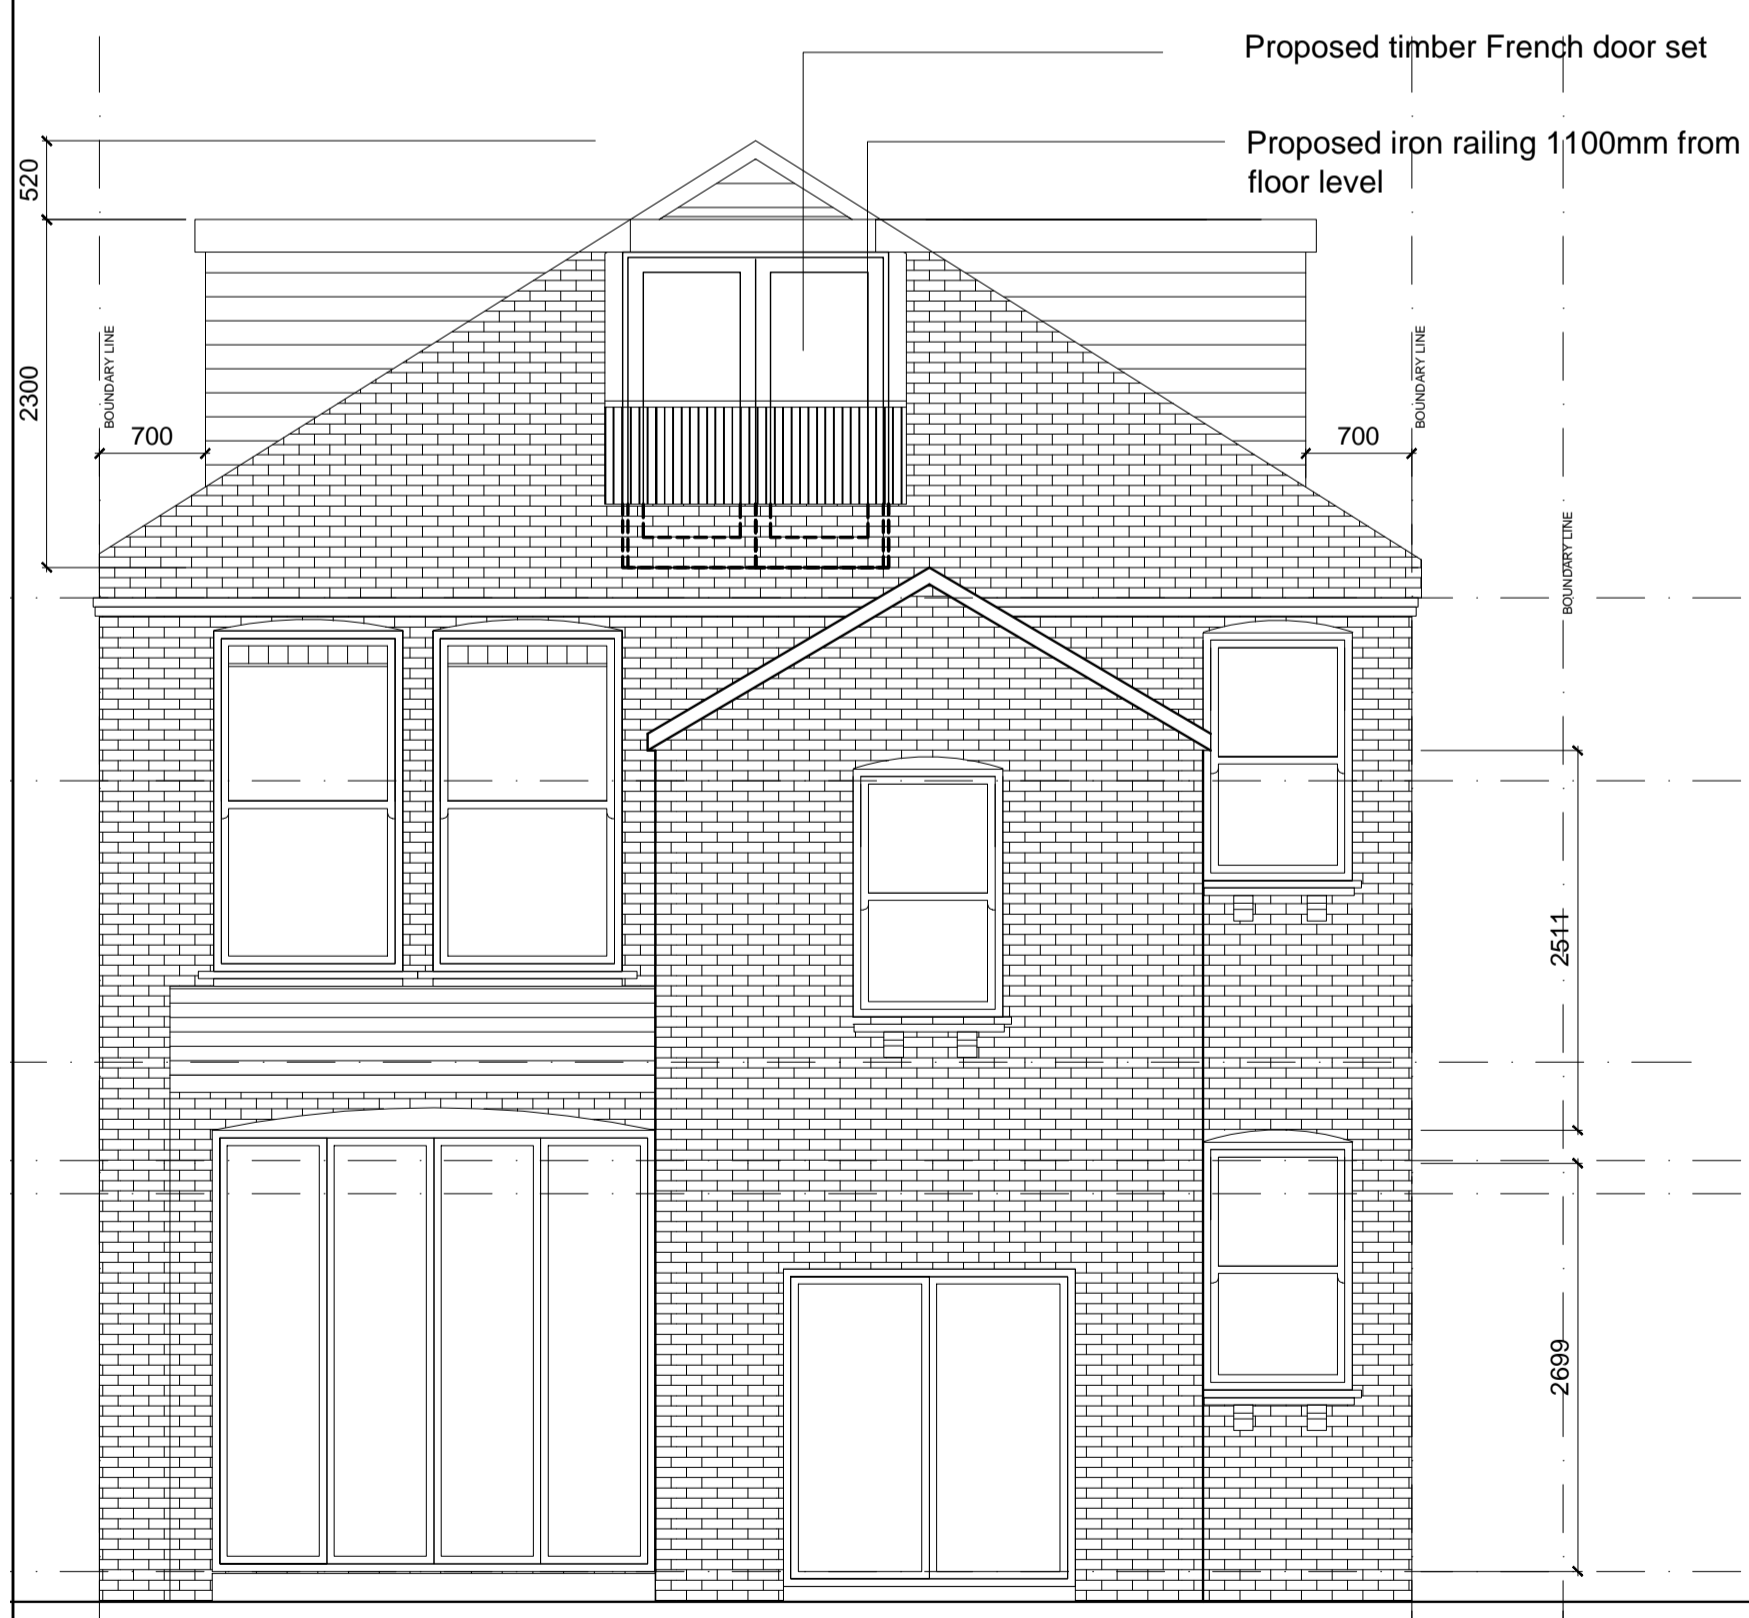 Proposed timber French door set
Proposed iron railing 1100mm from
floor level
520
2300
BOUNDARY LINE
700
700
BOUNDARY LINE
BOUNDARY LINE
2511
2699